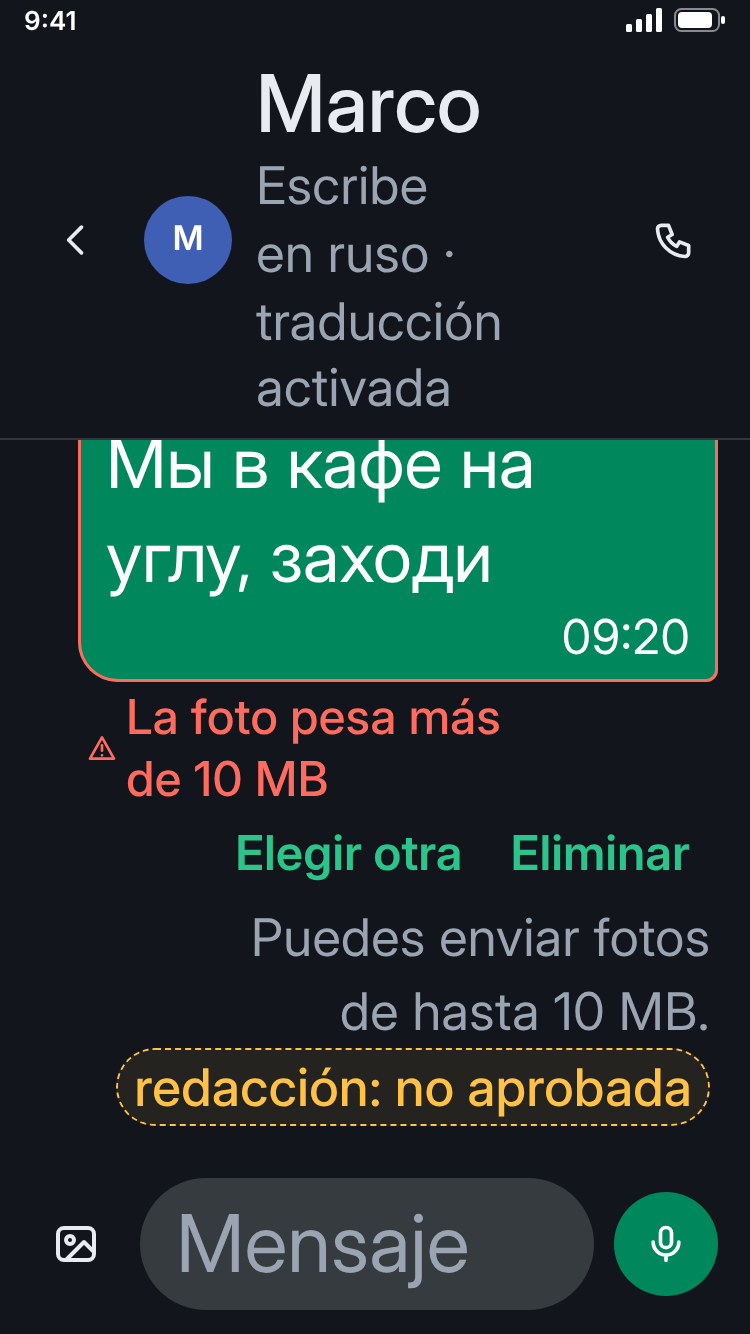 9:41
Marco
Escribe
en ruso ·
traducción
activada
M
Мы в кафе на
углу, заходи
09:20
La foto pesa más
de 10 MB
Elegir otra Eliminar
Puedes enviar fotos
de hasta 10 MB.
redacción: no aprobada
Mensaje